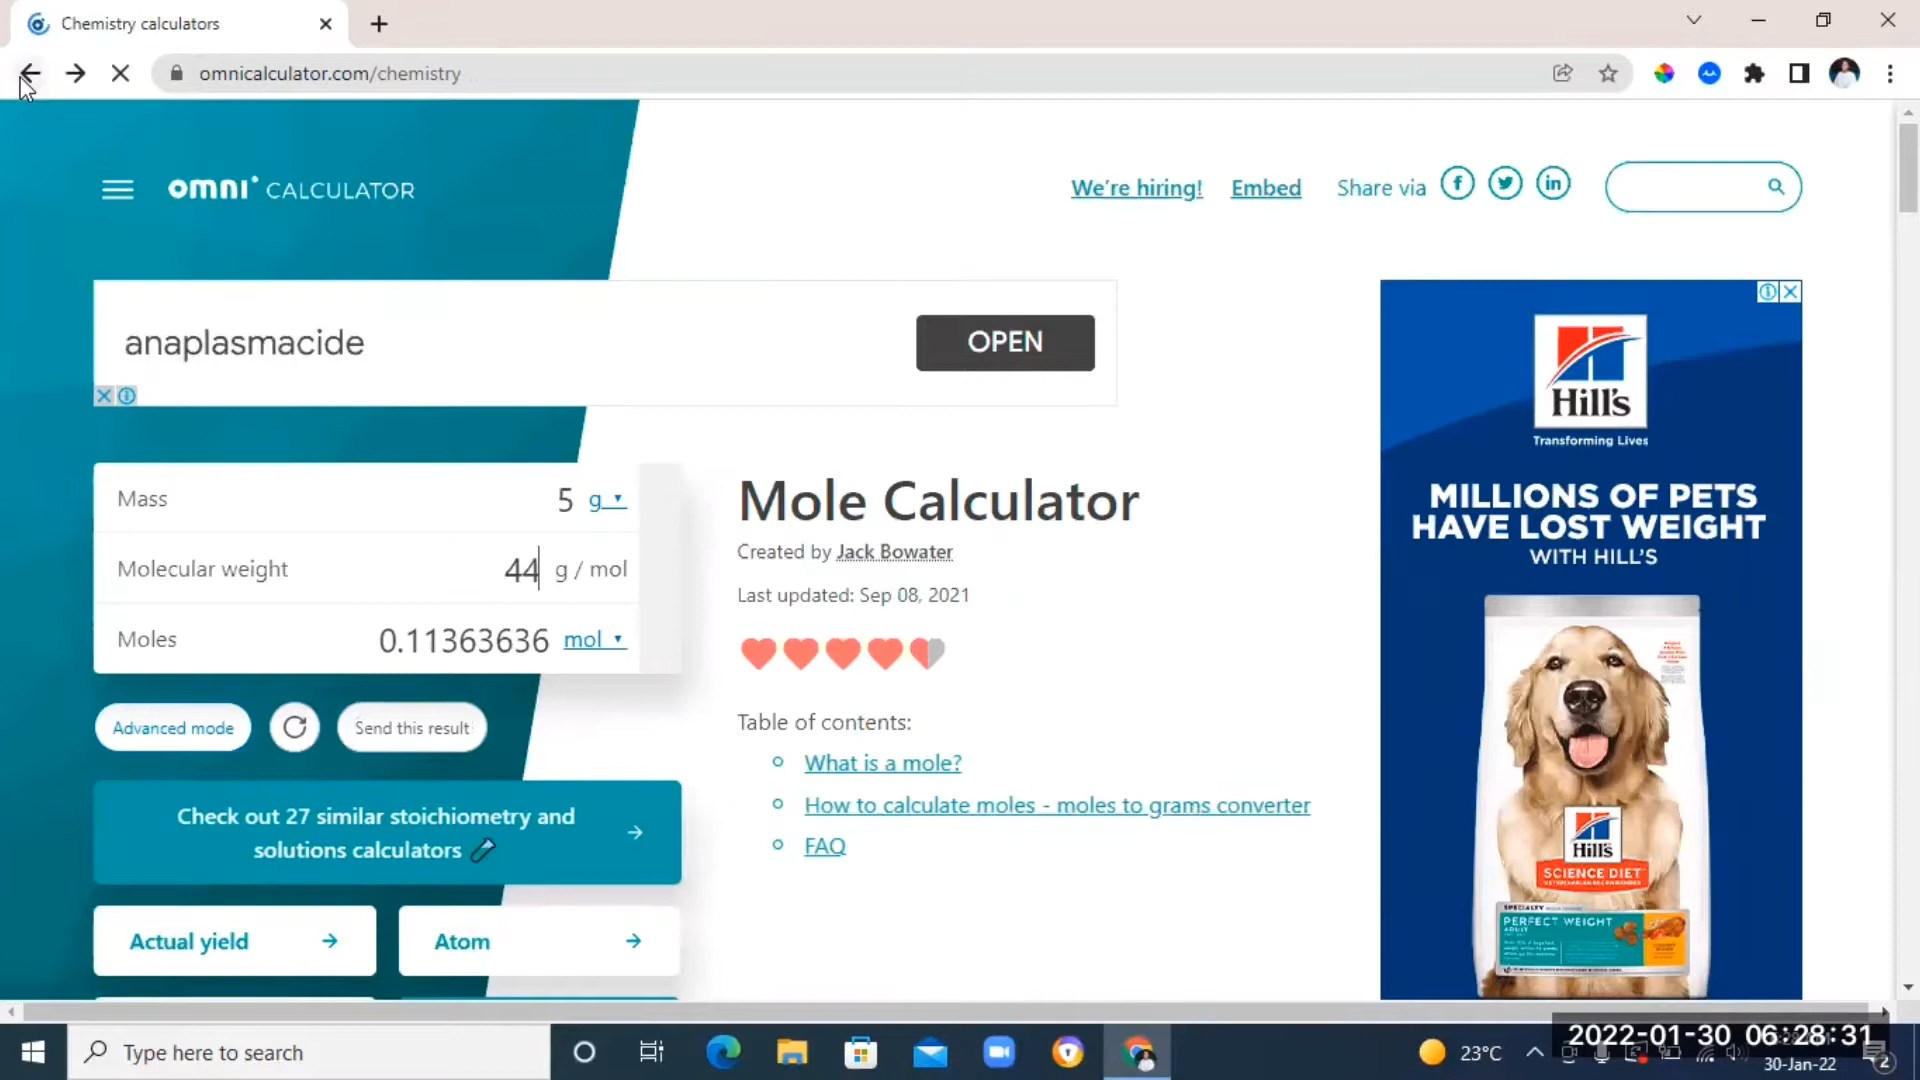 Chemistry calculators
omnicalculator.com/chemistry
omni CALCULATOR
We're hiring!
Embed
Share via
anaplasmacide
OPEN
Hill's
Transforming Lives
MILLIONS OF PETS
HAVE LOST WEIGHT
WITH HILL'S
Mass 5 g
Molecular weight 44 g / mol
Moles 0.11363636 mol
Mole Calculator
Created by Jack Bowater
Last updated: Sep 08, 2021
Advanced mode
Send this result
Table of contents:
What is a mole?
How to calculate moles - moles to grams converter
FAQ
Check out 27 similar stoichiometry and
solutions calculators
Actual yield
Atom
Hill's
SCIENCE DIET
SPECIALTY
PERFECT WEIGHT
ADULT
Type here to search
23°C
2022-01-30 06:28:31
30-Jan-22
2